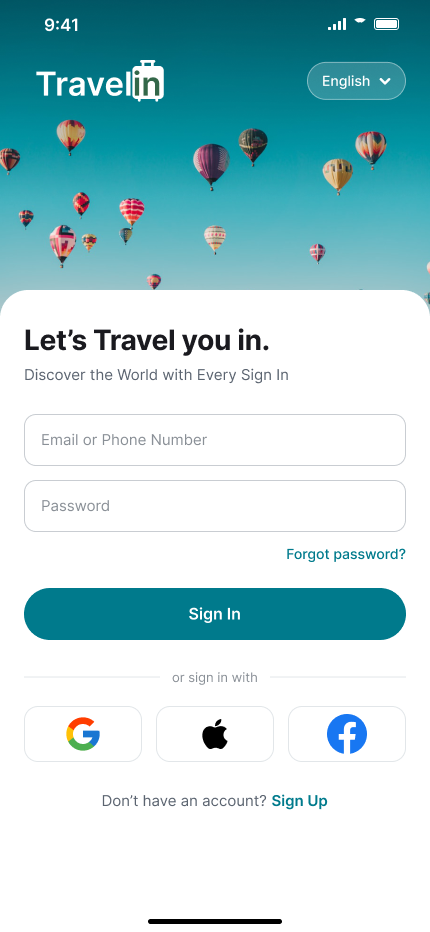 9:41
Travelin
English
Let’s Travel you in.
Discover the World with Every Sign In
Email or Phone Number
Password
Forgot password?
Sign In
or sign in with
Don’t have an account? Sign Up